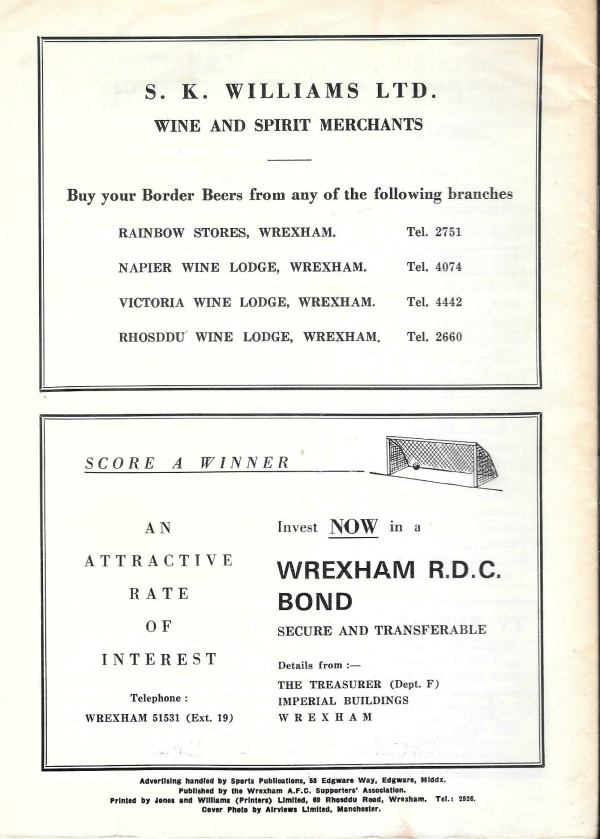 S. K. WILLIAMS LTD.
WINE AND SPIRIT MERCHANTS
Buy your Border Beers from any of the following branches
RAINBOW STORES, WREXHAM. Tel. 2751
NAPIER WINE LODGE, WREXHAM. Tel. 4074
VICTORIA WINE LODGE, WREXHAM. Tel. 4442
RHOSDDU WINE LODGE, WREXHAM. Tel. 2660
SCORE A WINNER
AN
ATTRACTIVE
RATE
OF
INTEREST
Telephone :
WREXHAM 51531 (Ext. 19)
Invest NOW in a
WREXHAM R.D.C.
BOND
SECURE AND TRANSFERABLE
Details from :—
THE TREASURER (Dept. F)
IMPERIAL BUILDINGS
WREXHAM
Advertising handled by Sports Publications, 58 Edgware Way, Edgware, Middx.
Published by the Wrexham A.F.C. Supporters' Association.
Printed by Jones and Williams (Printers) Limited, 69 Rhosddu Road, Wrexham. Tel.: 2526.
Cover Photo by Airviews Limited, Manchester.